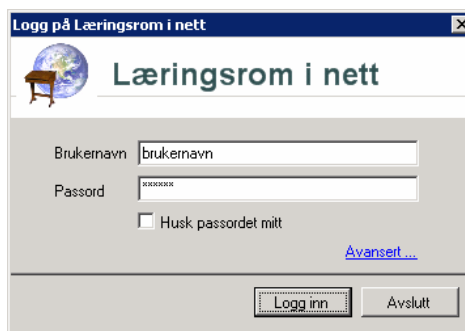 Logg på Læringsrom i nett
Læringsrom i nett
Brukernavn brukernavn
Passord ******
Husk passordet mitt
Avansert ...
Logg inn Avslutt